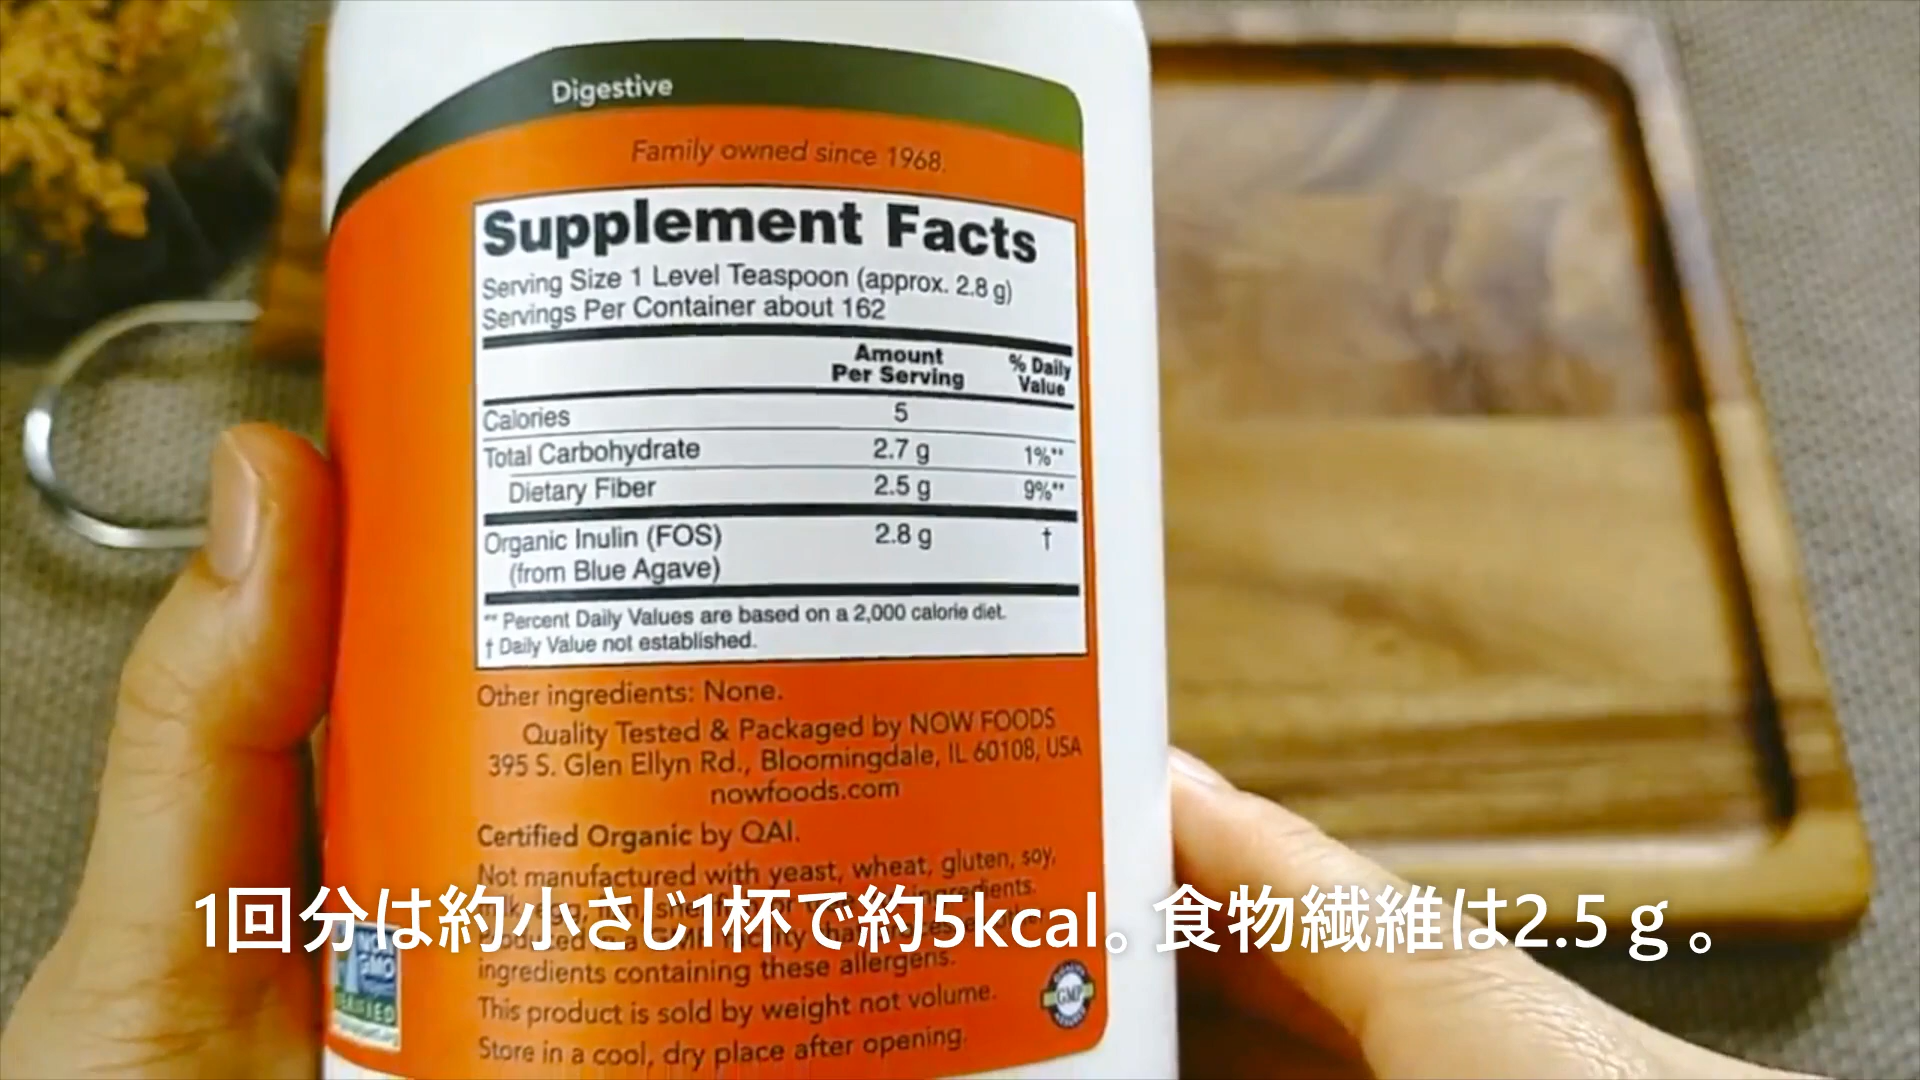 Digestive
Family owned since 1968.
Supplement Facts
Serving Size 1 Level Teaspoon (approx. 2.8 g)
Servings Per Container about 162
Amount Per Serving
% Daily Value
Calories 5
Total Carbohydrate 2.7 g 1%**
Dietary Fiber 2.5 g 9%**
Organic Inulin (FOS) 2.8 g †
(from Blue Agave)
** Percent Daily Values are based on a 2,000 calorie diet.
† Daily Value not established.
Other ingredients: None.
Quality Tested & Packaged by NOW FOODS
395 S. Glen Ellyn Rd., Bloomingdale, IL 60108, USA
nowfoods.com
Certified Organic by QAI.
Not manufactured with yeast, wheat, gluten, soy,
ingredients.
1回分は約小さじ1杯で約5kcal。食物繊維は2.5ｇ。
ingredients containing these allergens.
This product is sold by weight not volume.
Store in a cool, dry place after opening.
GMO
GMP